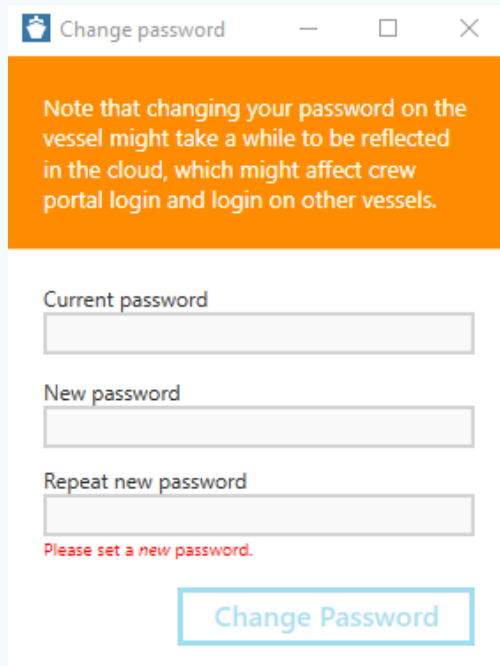 Change password
Note that changing your password on the
vessel might take a while to be reflected
in the cloud, which might affect crew
portal login and login on other vessels.
Current password
New password
Repeat new password
Please set a new password.
Change Password